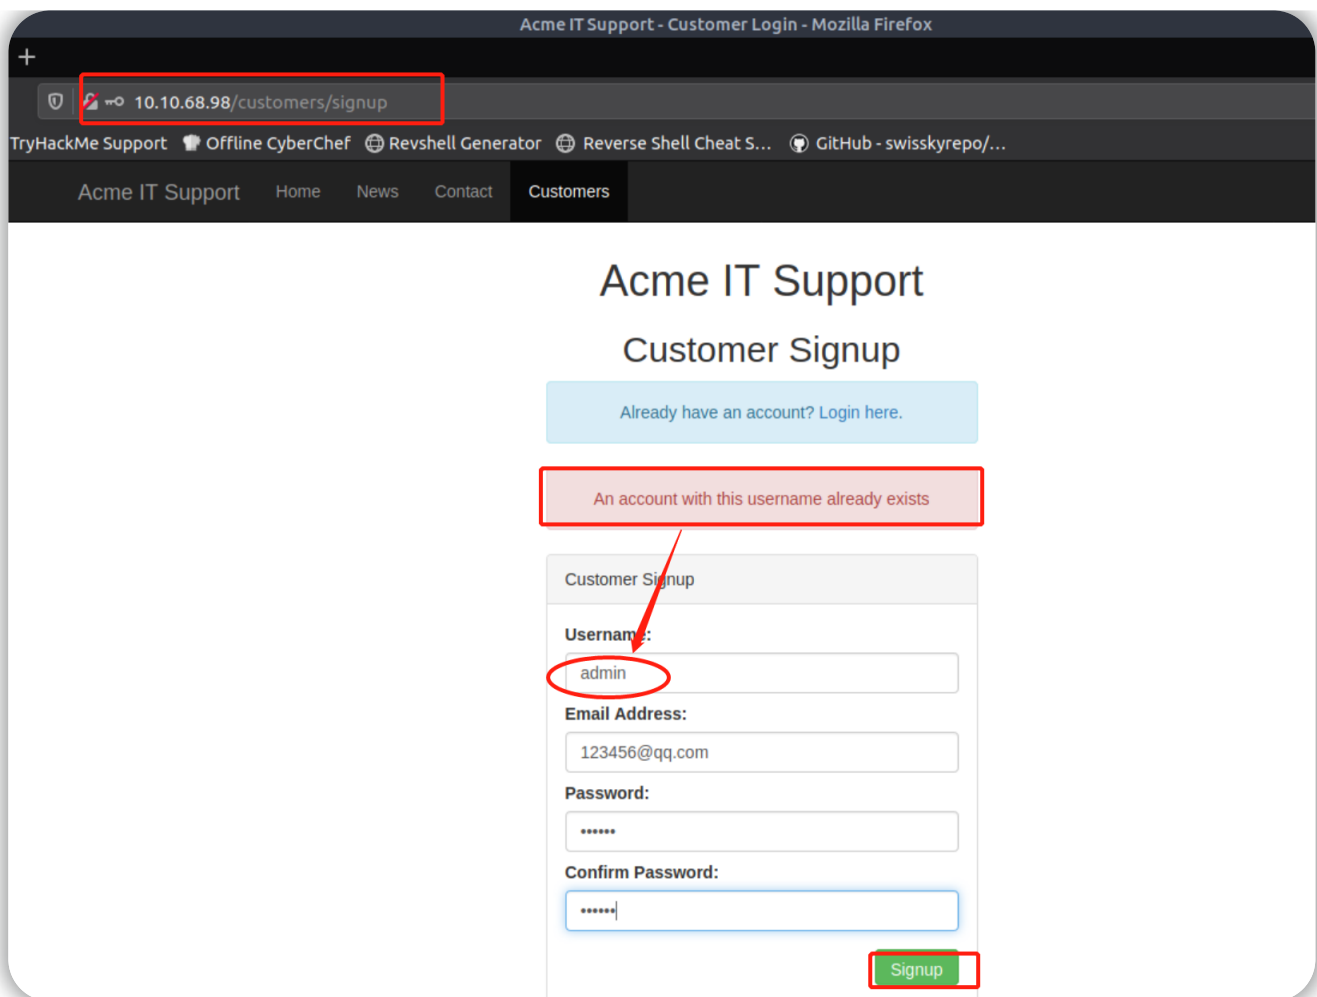 Acme IT Support - Customer Login - Mozilla Firefox
+
10.10.68.98/customers/signup
TryHackMe Support Offline CyberChef Revshell Generator Reverse Shell Cheat S... GitHub - swisskyrepo/...
Acme IT Support Home News Contact Customers
Acme IT Support
Customer Signup
Already have an account? Login here.
An account with this username already exists
Customer Signup
Username:
admin
Email Address:
123456@qq.com
Password:
••••••
Confirm Password:
••••••
Signup